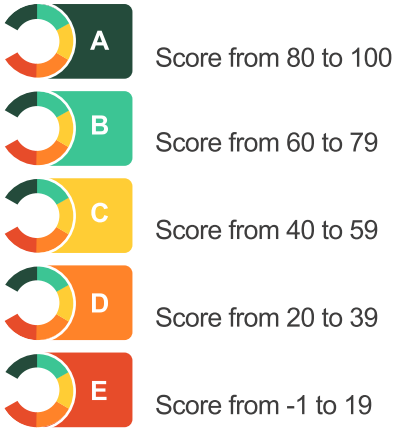 A
Score from 80 to 100
B
Score from 60 to 79
C
Score from 40 to 59
D
Score from 20 to 39
E
Score from -1 to 19